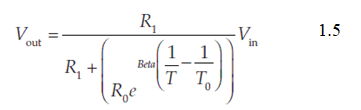 V_out = R_1 / (R_1 + (R_0 e^{Beta(1/T - 1/T_0)})) V_in 1.5